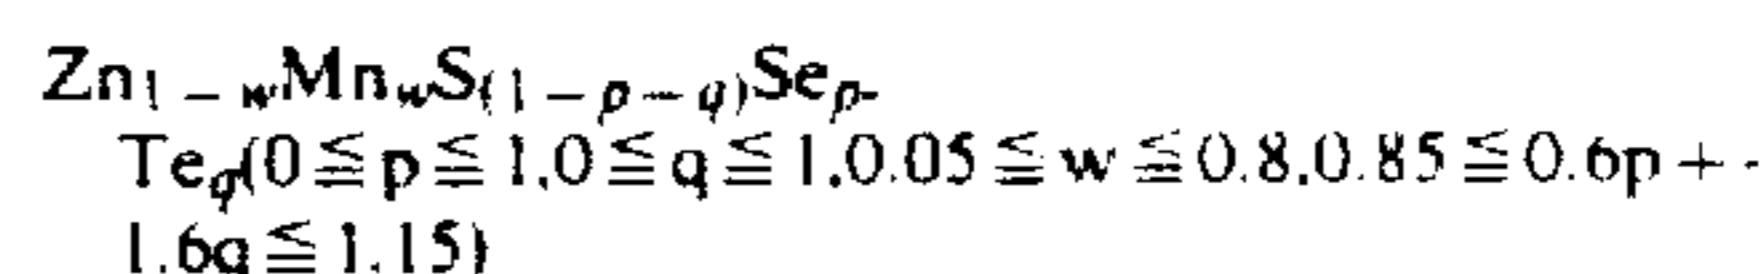 Zn₁₋wMnwS₍₁₋ₚ₋q₎Seₚ-
Teq(0≦p≦1,0≦q≦1,0.05≦w≦0.8,0.85≦0.6p+-
1.6q≦1.15)